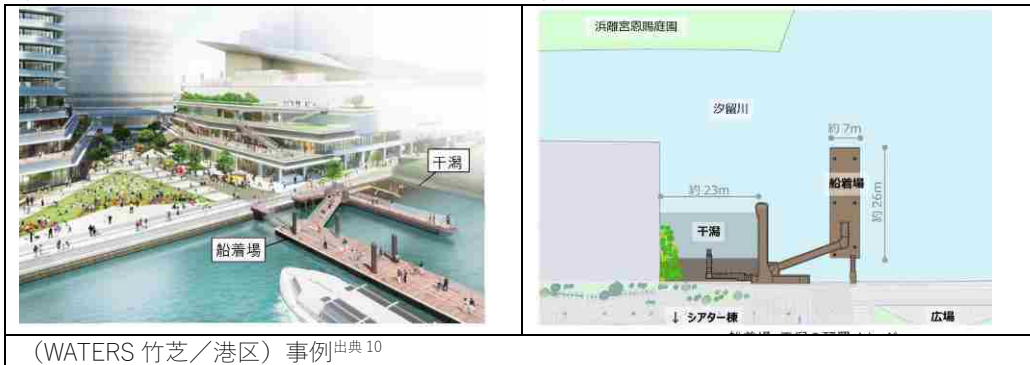 干潟
船着場
浜離宮恩賜庭園
汐留川
約7m
船着場
約26m
約23m
干潟
↓ シアター棟
広場
(WATERS 竹芝／港区) 事例出典10